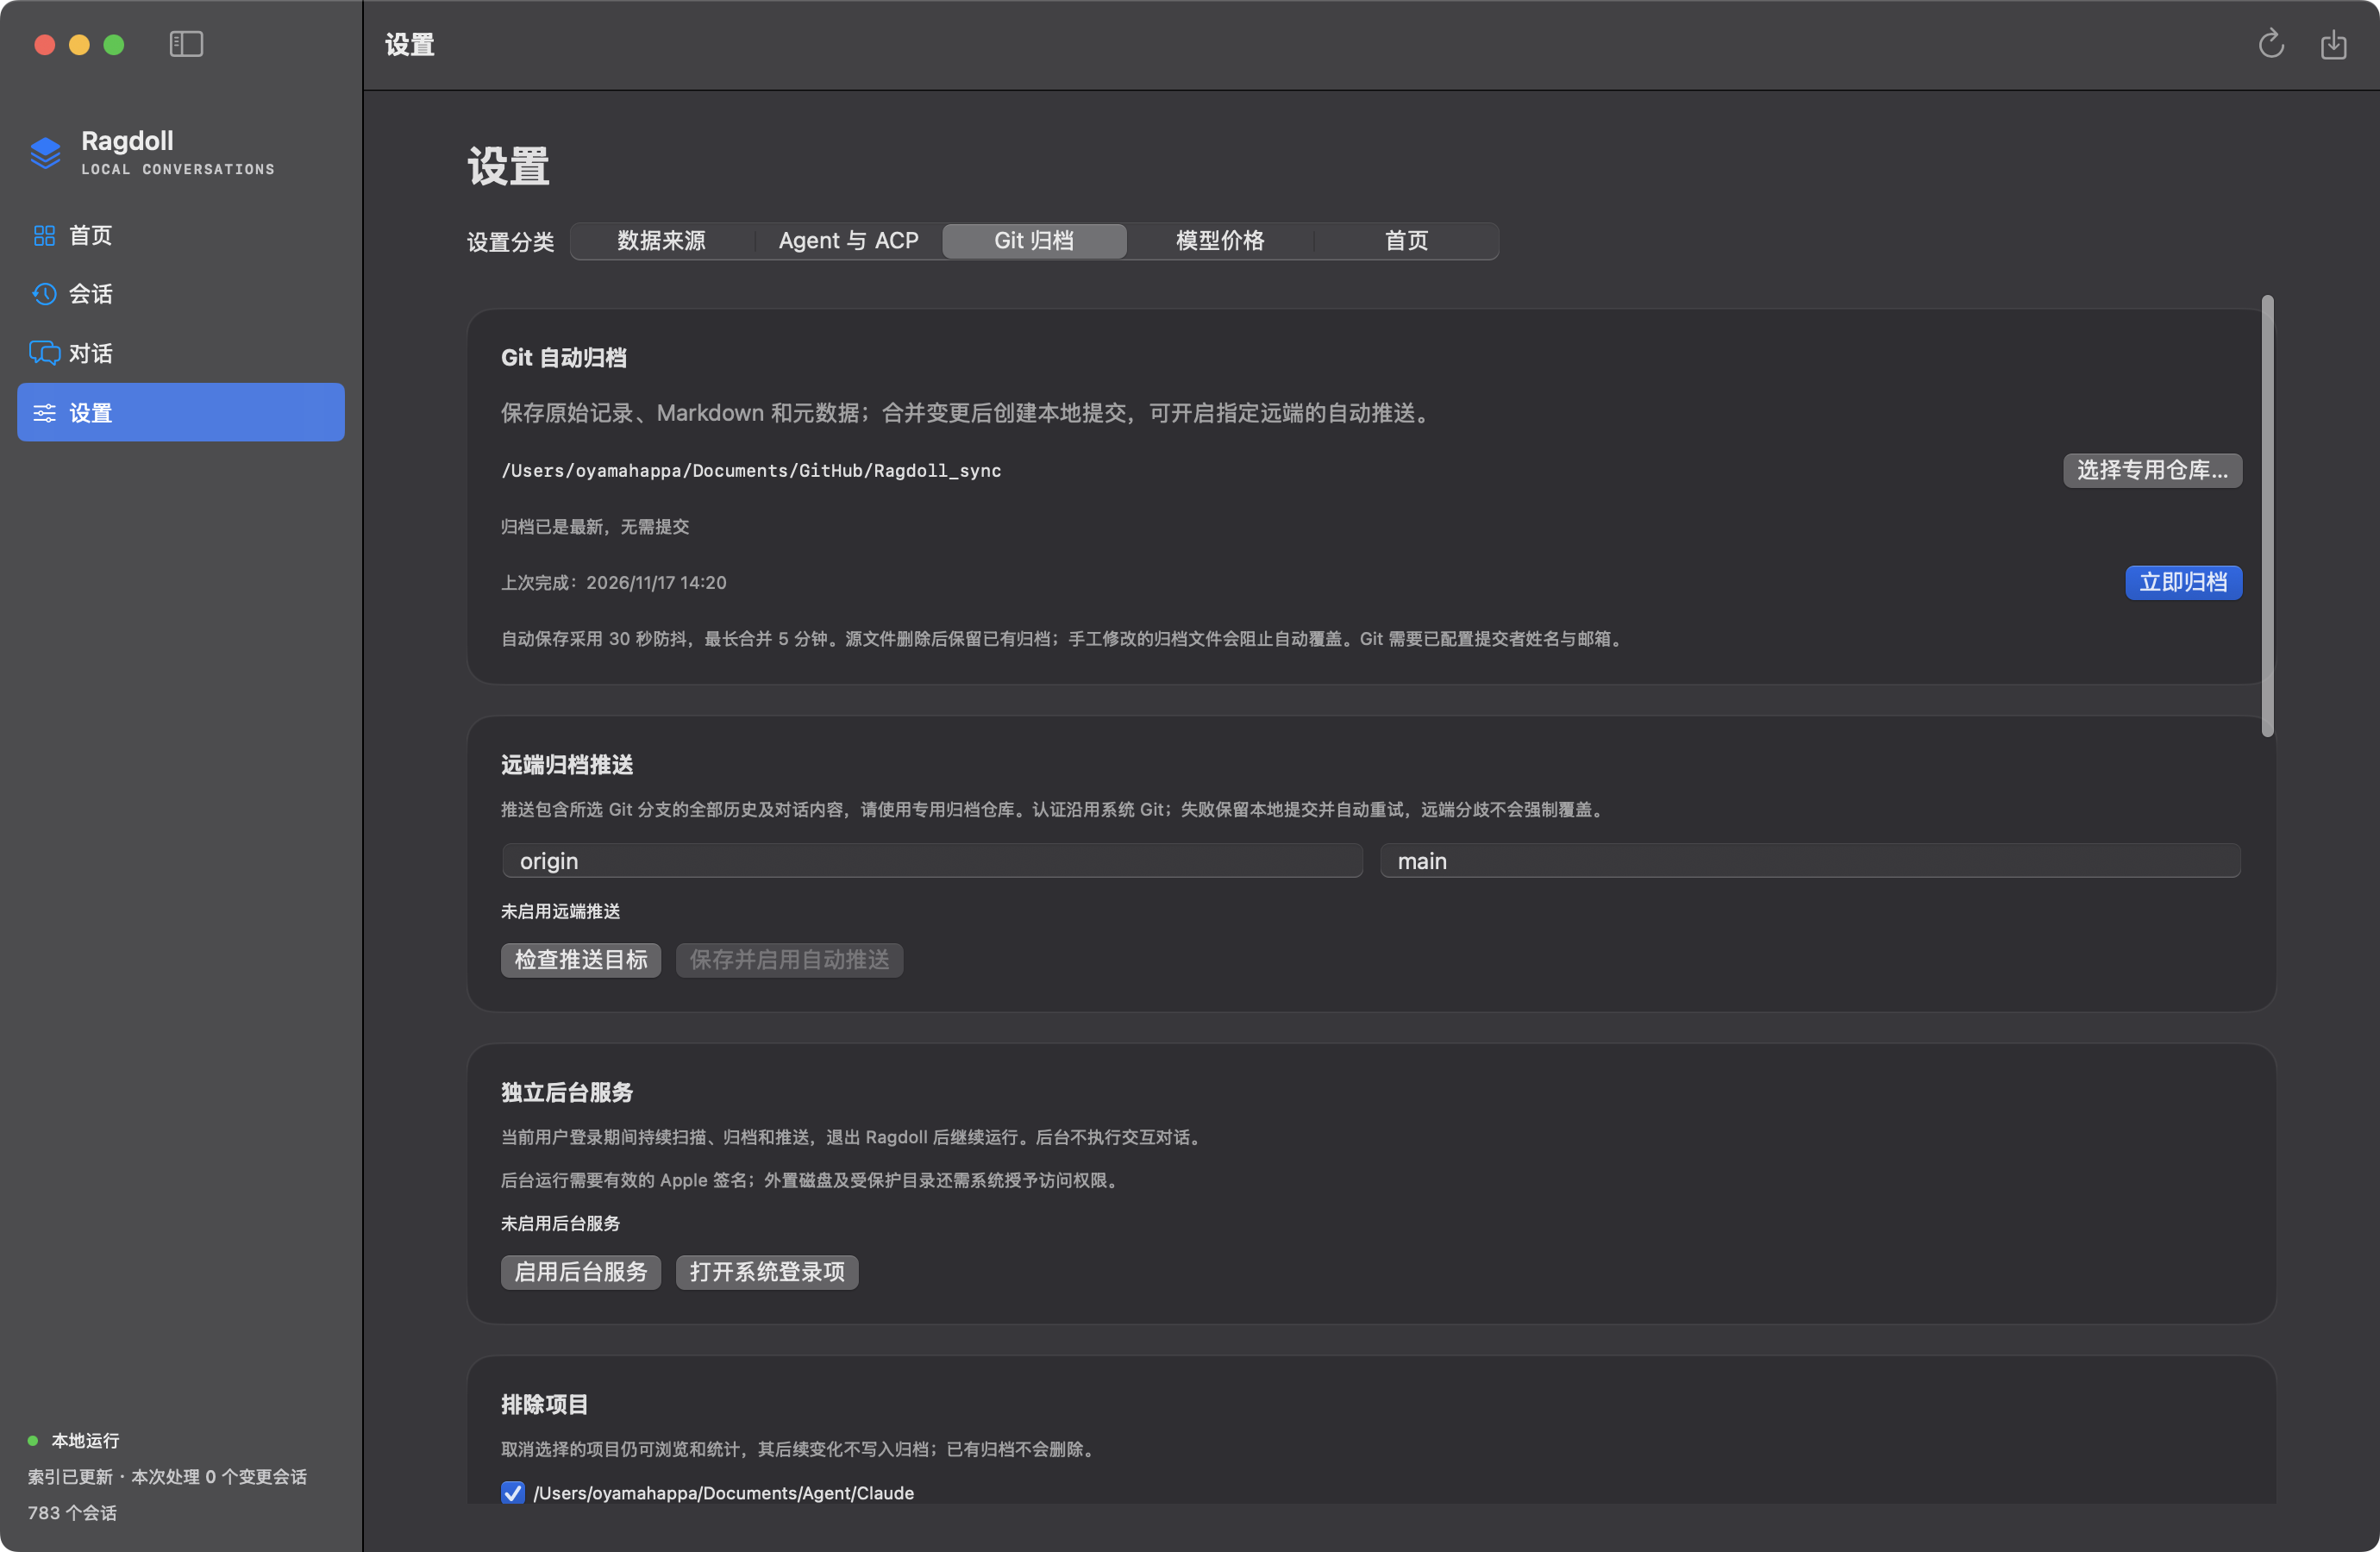 设置
Ragdoll
LOCAL CONVERSATIONS
首页
会话
对话
设置
本地运行
索引已更新 · 本次处理 0 个变更会话
783 个会话
设置
设置分类
数据来源
Agent 与 ACP
Git 归档
模型价格
首页
Git 自动归档
保存原始记录、Markdown 和元数据；合并变更后创建本地提交，可开启指定远端的自动推送。
/Users/oyamahappa/Documents/GitHub/Ragdoll_sync
选择专用仓库...
归档已是最新，无需提交
上次完成：2026/11/17 14:20
立即归档
自动保存采用 30 秒防抖，最长合并 5 分钟。源文件删除后保留已有归档；手工修改的归档文件会阻止自动覆盖。Git 需要已配置提交者姓名与邮箱。
远端归档推送
推送包含所选 Git 分支的全部历史及对话内容，请使用专用归档仓库。认证沿用系统 Git；失败保留本地提交并自动重试，远端分歧不会强制覆盖。
origin
main
未启用远端推送
检查推送目标
保存并启用自动推送
独立后台服务
当前用户登录期间持续扫描、归档和推送，退出 Ragdoll 后继续运行。后台不执行交互对话。
后台运行需要有效的 Apple 签名；外置磁盘及受保护目录还需系统授予访问权限。
未启用后台服务
启用后台服务
打开系统登录项
排除项目
取消选择的项目仍可浏览和统计，其后续变化不写入归档；已有归档不会删除。
/Users/oyamahappa/Documents/Agent/Claude